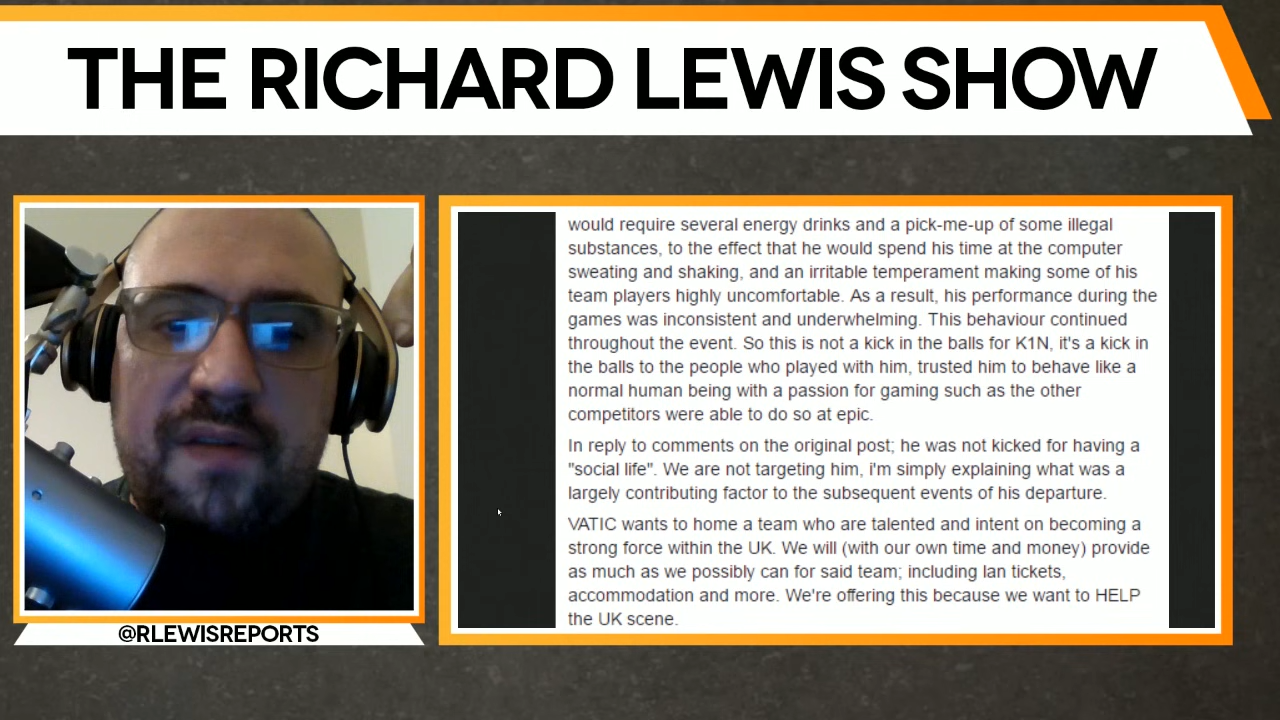 THE RICHARD LEWIS SHOW
would require several energy drinks and a pick-me-up of some illegal
substances, to the effect that he would spend his time at the computer
sweating and shaking, and an irritable temperament making some of his
team players highly uncomfortable. As a result, his performance during the
games was inconsistent and underwhelming. This behaviour continued
throughout the event. So this is not a kick in the balls for K1N, it's a kick in
the balls to the people who played with him, trusted him to behave like a
normal human being with a passion for gaming such as the other
competitors were able to do so at epic.
In reply to comments on the original post; he was not kicked for having a
"social life". We are not targeting him, i'm simply explaining what was a
largely contributing factor to the subsequent events of his departure.
VATIC wants to home a team who are talented and intent on becoming a
strong force within the UK. We will (with our own time and money) provide
as much as we possibly can for said team; including lan tickets,
accommodation and more. We're offering this because we want to HELP
the UK scene.
@RLEWISREPORTS